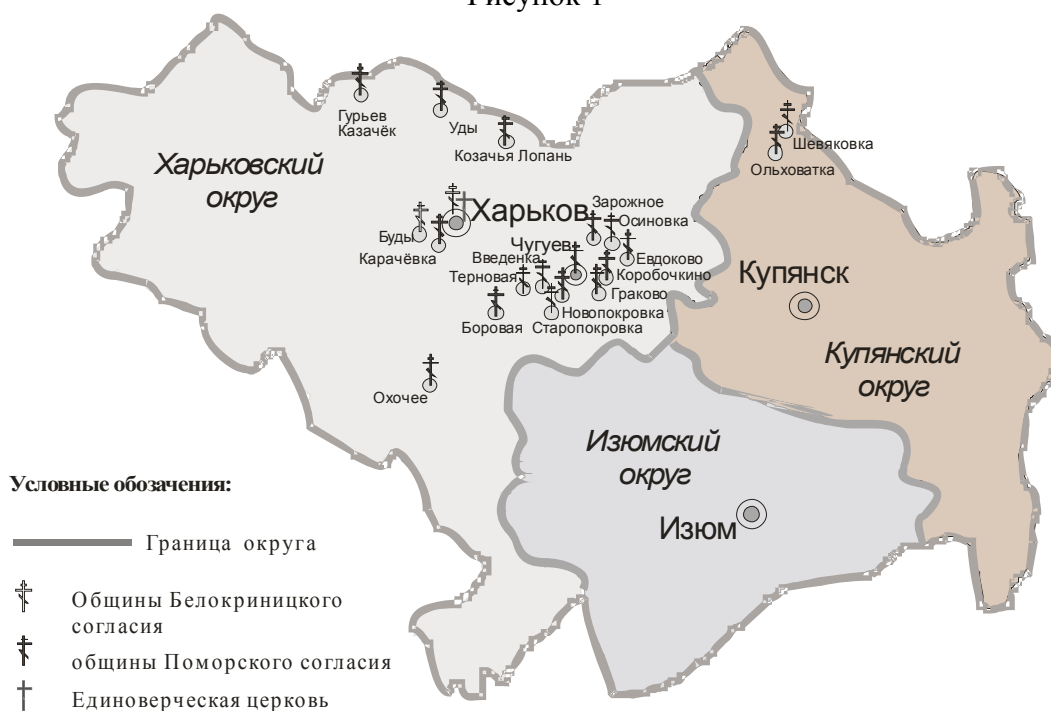 Рисунок 1
Гурьев
Казачёк
Уды
Козачья Лопань
Шевяковка
Ольховатка
Харьковский
округ
Харьков
Зарожное
Осиновка
Буды
Карачёвка
Чугуев
Введенка
Терновая
Евдоково
Коробочкино
Граково
Новопокровка
Боровая
Старопокровка
Купянск
Купянский
округ
Охочее
Изюмский
округ
Изюм
Условные обозачения:
Граница округа
Общины Белокриницкого
согласия
общины Поморского согласия
Единоверческая церковь